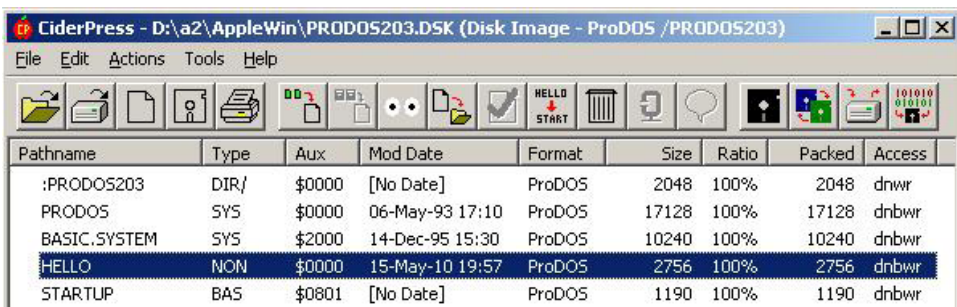 CiderPress - D:\a2\AppleWin\PRODOS203.DSK (Disk Image - ProDOS /PRODOS203)
File Edit Actions Tools Help
HELLO START 101010 010101
Pathname Type Aux Mod Date Format Size Ratio Packed Access
:PRODOS203 DIR/ $0000 [No Date] ProDOS 2048 100% 2048 dnwr
PRODOS SYS $0000 06-May-93 17:10 ProDOS 17128 100% 17128 dnbwr
BASIC.SYSTEM SYS $2000 14-Dec-95 15:30 ProDOS 10240 100% 10240 dnbwr
HELLO NON $0000 15-May-10 19:57 ProDOS 2756 100% 2756 dnbwr
STARTUP BAS $0801 [No Date] ProDOS 1190 100% 1190 dnbwr